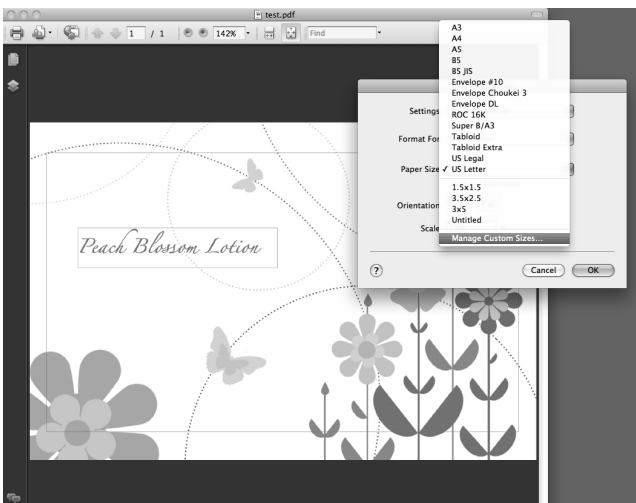 test.pdf
1 / 1
142%
Find
A3
A4
A5
B5
B5 JIS
Envelope #10
Envelope Choukei 3
Envelope DL
ROC 16K
Super B/A3
Tabloid
Tabloid Extra
US Legal
✓ US Letter
1.5x1.5
3.5x2.5
3x5
Untitled
Manage Custom Sizes...
Settings
Format For
Paper Size
Orientation
Scale
?
Cancel
OK
Peach Blossom Lotion